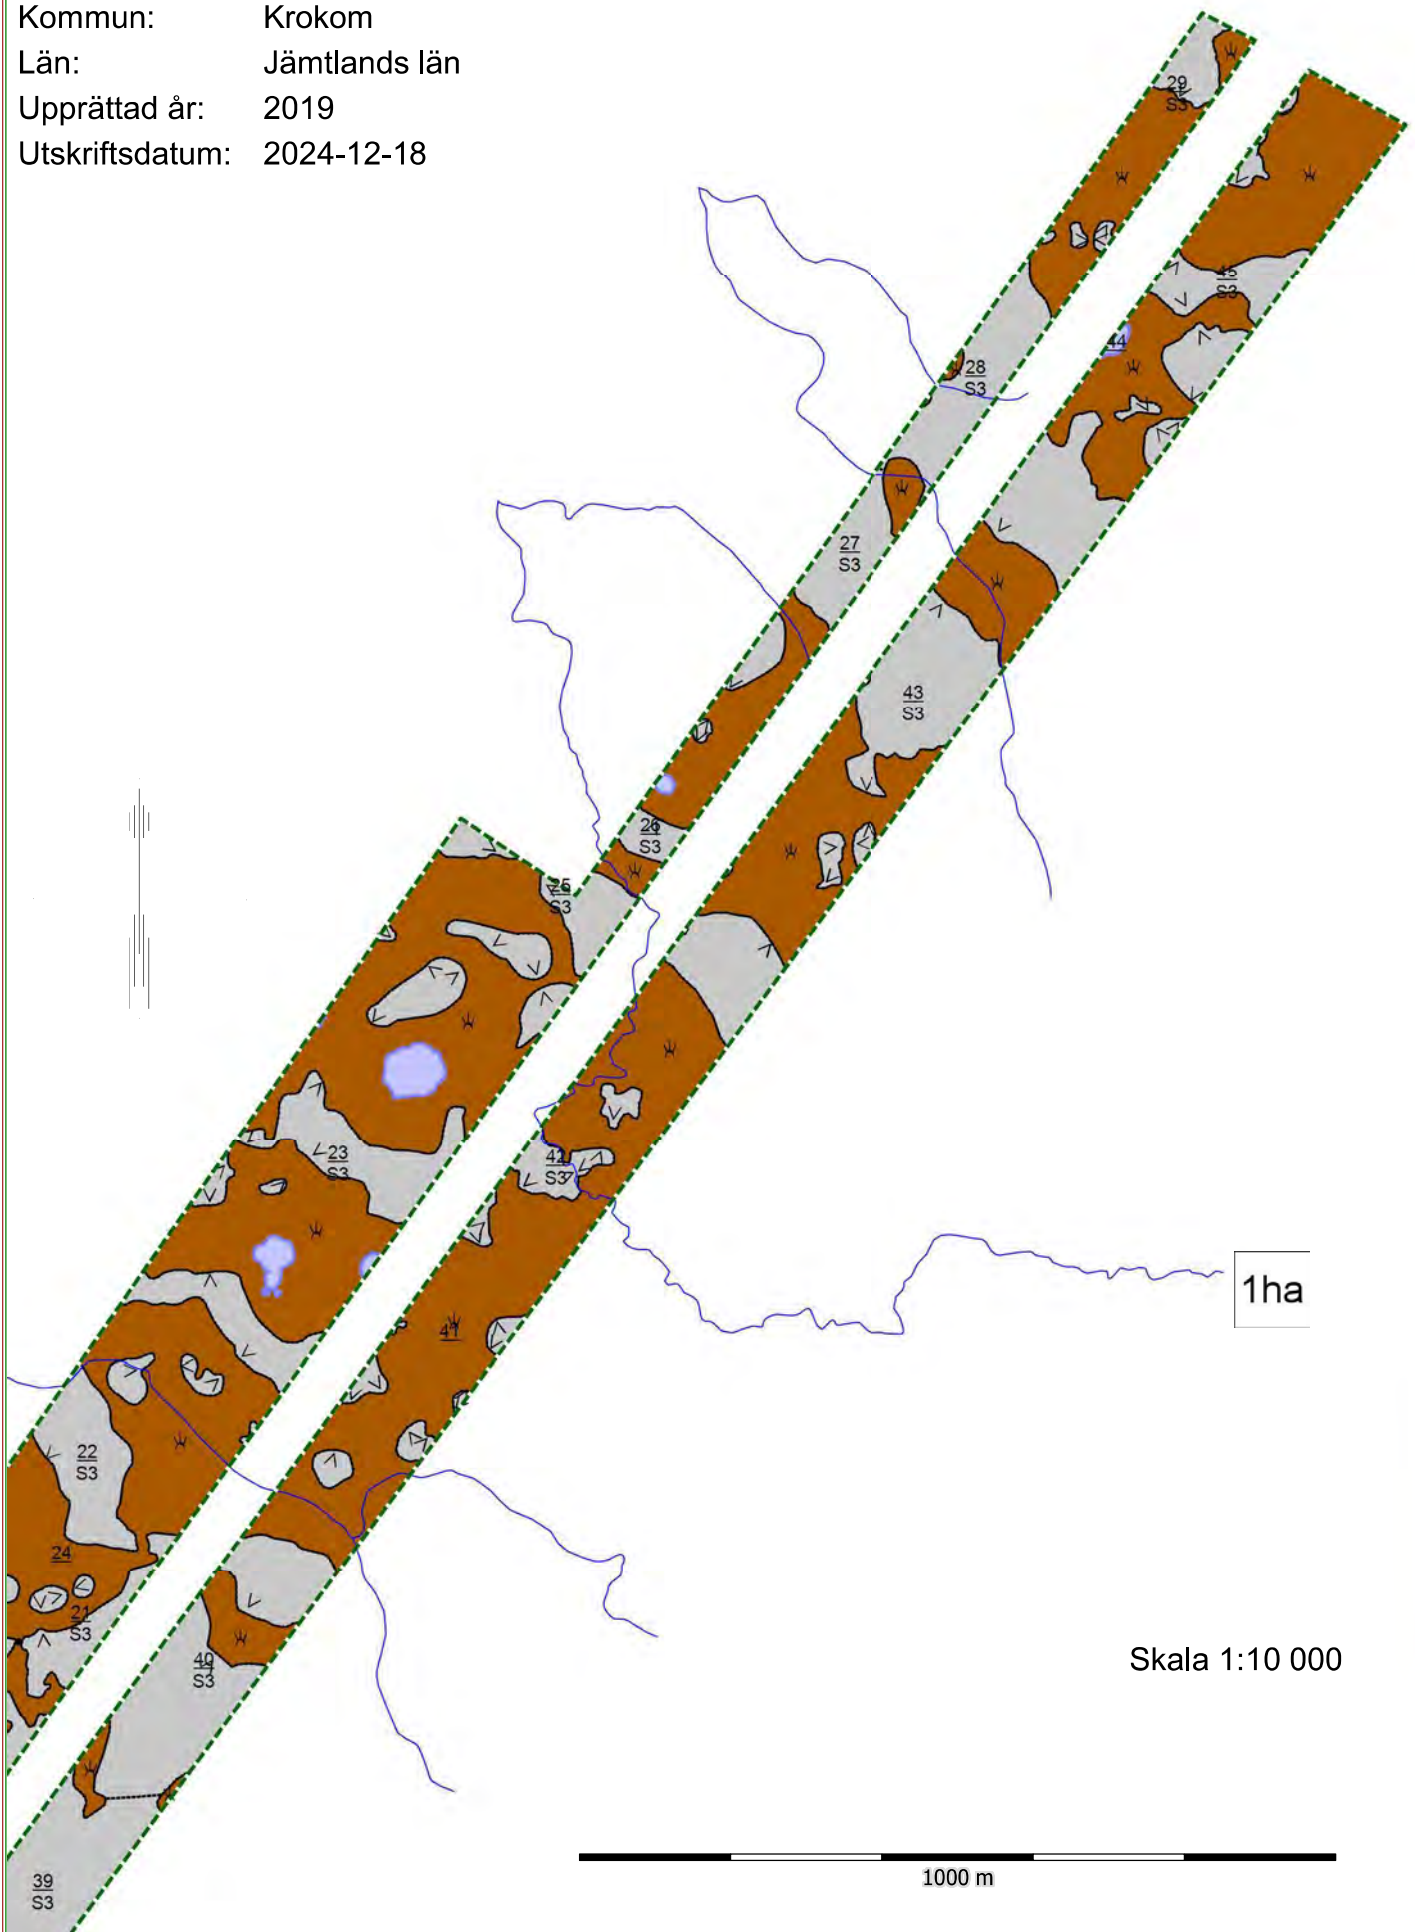 Kommun: Krokom
Län: Jämtlands län
Upprättad år: 2019
Utskriftsdatum: 2024-12-18
29
S3
45
S3
44
28
S3
27
S3
43
S3
26
S3
25
S3
23
S3
42
S3
1ha
41
22
S3
24
21
S3
40
S3
Skala 1:10 000
1000 m
39
S3